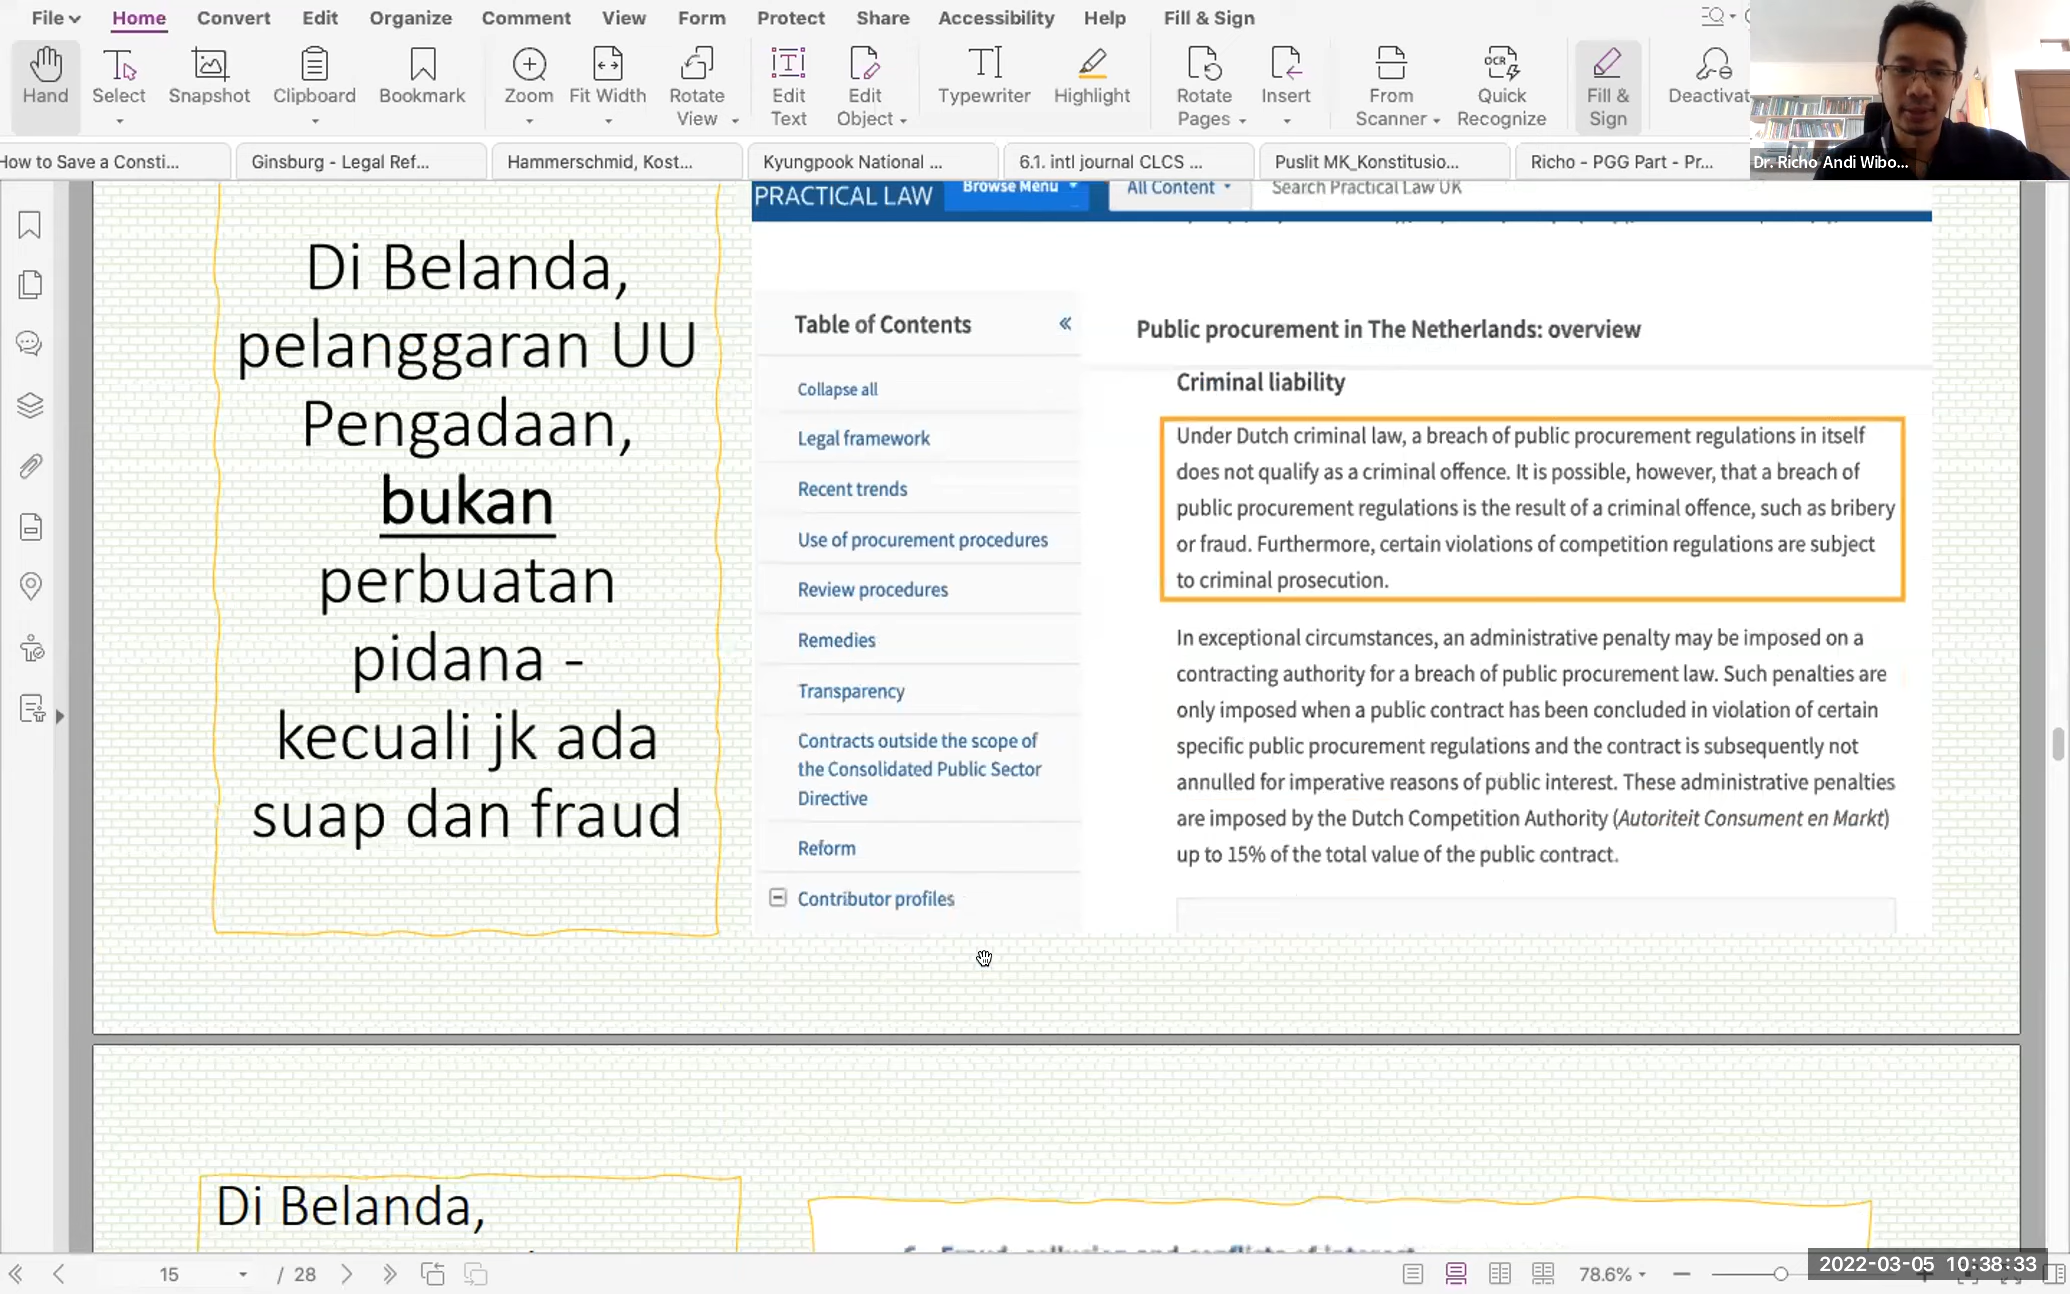 File Home Convert Edit Organize Comment View Form Protect Share Accessibility Help Fill & Sign
Hand Select Snapshot Clipboard Bookmark Zoom Fit Width Rotate View Edit Text Edit Object Typewriter Highlight Rotate Pages Insert From Scanner Quick Recognize Fill & Sign Deactivat
How to Save a Consti... Ginsburg - Legal Ref... Hammerschmid, Kost... Kyungpook National ... 6.1. intl journal CLCS ... Puslit MK_Konstitusio... Richo - PGG Part - Pr...
Dr. Richo Andi Wibo...
PRACTICAL LAW Browse Menu All Content Search Practical Law UK
Di Belanda,
pelanggaran UU
Pengadaan,
bukan
perbuatan
pidana -
kecuali jk ada
suap dan fraud
Table of Contents
Collapse all
Legal framework
Recent trends
Use of procurement procedures
Review procedures
Remedies
Transparency
Contracts outside the scope of
the Consolidated Public Sector
Directive
Reform
Contributor profiles
Public procurement in The Netherlands: overview
Criminal liability
Under Dutch criminal law, a breach of public procurement regulations in itself
does not qualify as a criminal offence. It is possible, however, that a breach of
public procurement regulations is the result of a criminal offence, such as bribery
or fraud. Furthermore, certain violations of competition regulations are subject
to criminal prosecution.
In exceptional circumstances, an administrative penalty may be imposed on a
contracting authority for a breach of public procurement law. Such penalties are
only imposed when a public contract has been concluded in violation of certain
specific public procurement regulations and the contract is subsequently not
annulled for imperative reasons of public interest. These administrative penalties
are imposed by the Dutch Competition Authority (Autoriteit Consument en Markt)
up to 15% of the total value of the public contract.
Di Belanda,
15 / 28 78.6%
2022-03-05 10:38:33